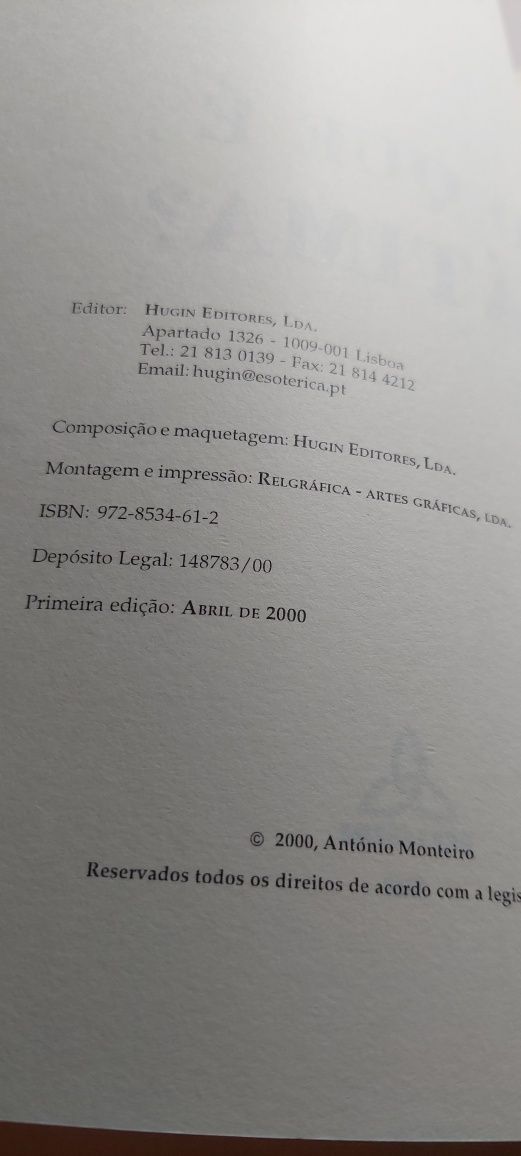 Editor: HUGIN EDITORES, LDA.
Apartado 1326 - 1009-001 Lisboa
Tel.: 21 813 0139 - Fax: 21 814 4212
Email: hugin@esoterica.pt
Composição e maquetagem: HUGIN EDITORES, LDA.
Montagem e impressão: RELGRÁFICA - ARTES GRÁFICAS, LDA.
ISBN: 972-8534-61-2
Depósito Legal: 148783/00
Primeira edição: ABRIL DE 2000
© 2000, António Monteiro
Reservados todos os direitos de acordo com a legis